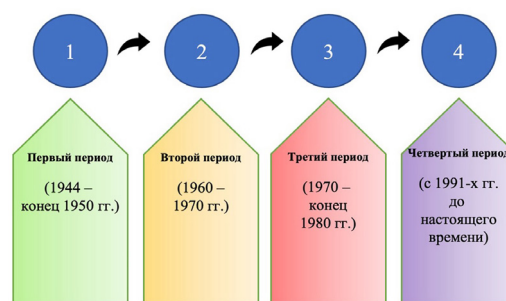 1
2
3
4
Первый период
(1944 –
конец 1950 гг.)
Второй период
(1960 –
1970 гг.)
Третий период
(1970 –
конец
1980 гг.)
Четвертый период
(с 1991-х гг.
до
настоящего
времени)